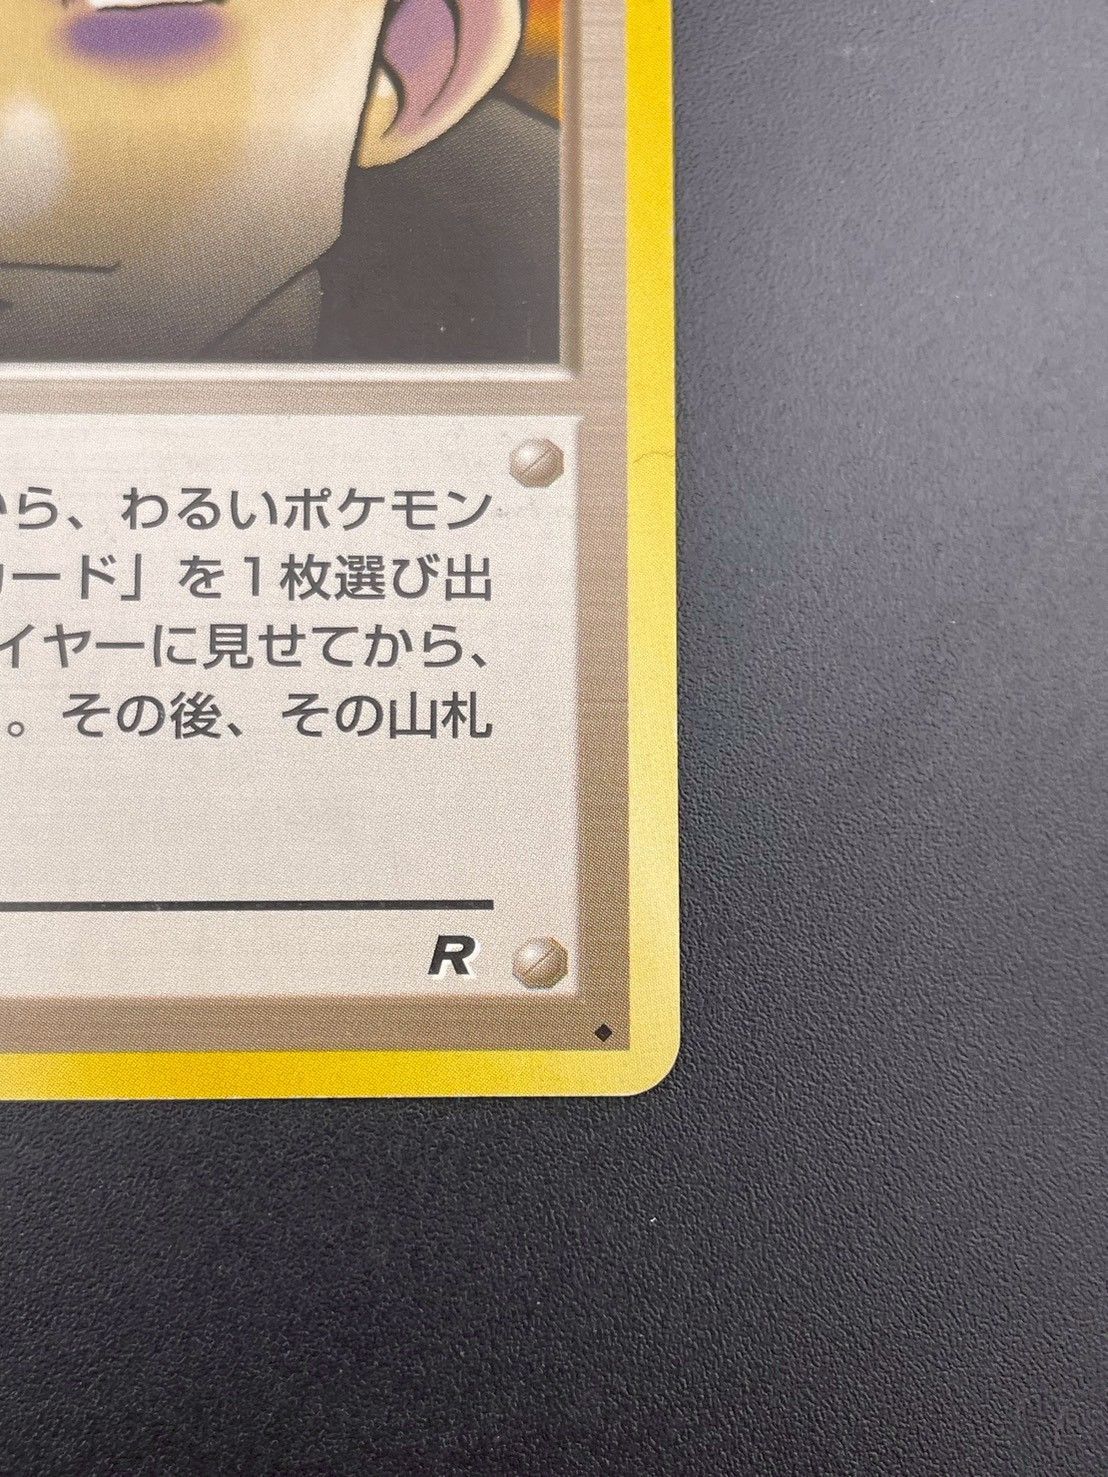 から、わるいポケモン
カード」を1枚選び出
イヤーに見せてから、
。その後、その山札
R